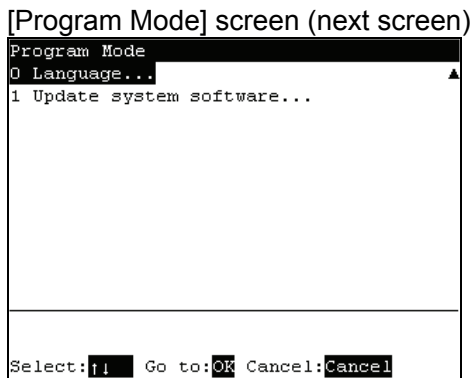 [Program Mode] screen (next screen)
Program Mode
0 Language... ▲
1 Update system software...
Select:↑↓ Go to:OK Cancel:Cancel